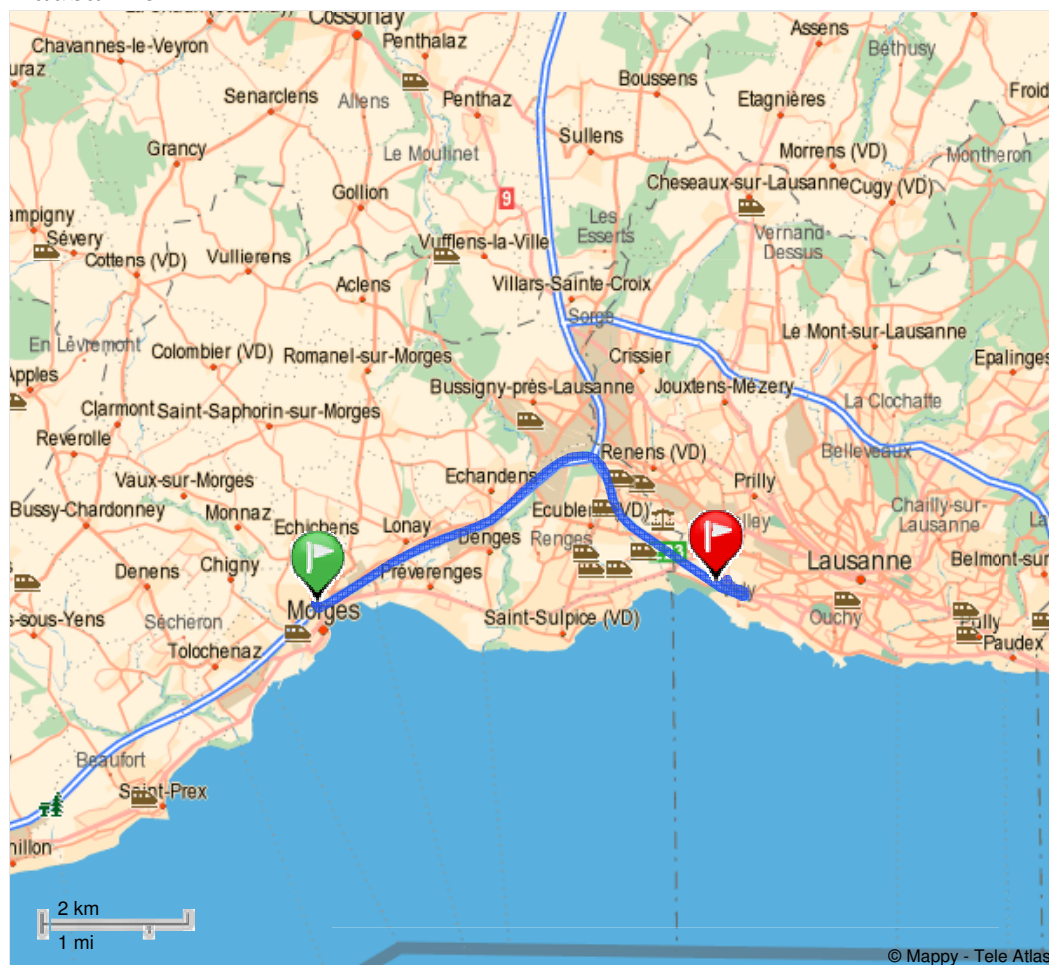 Cossonay
Chavannes-le-Veyron
Penthalaz
Assens
Béthusy
Boussens
Senarclens
Allens
Penthaz
Etagnières
Froid
Sullens
Grancy
Le Moulinet
Morrens (VD)
Montheron
Gollion
9
Cheseaux-sur-Lausanne
Cugy (VD)
Les
Esserts
Vernand-
Dessus
Sévery
Vufflens-la-Ville
Cottens (VD)
Vullierens
Aclens
Villars-Sainte-Croix
Sorge
Le Mont-sur-Lausanne
En Lèvremont
Colombier (VD)
Romanel-sur-Morges
Crissier
Epalinges
Apples
Bussigny-près-Lausanne
Jouxtens-Mézery
La Clochatte
Clarmont
Saint-Saphorin-sur-Morges
Reverolle
Renens (VD)
Belleveaux
Echandens
Vaux-sur-Morges
Prilly
Bussy-Chardonney
Monnaz
Echichens
Lonay
Chailly-sur-
Lausanne
Renges
Denges
Denens
Chigny
Préverenges
Lausanne
Belmont-sur
Morges
Saint-Sulpice (VD)
Ouchy
-sous-Yens
Sécheron
Tolochenaz
Pully
Paudex
Beaufort
Saint-Prex
2 km
1 mi
© Mappy - Tele Atlas